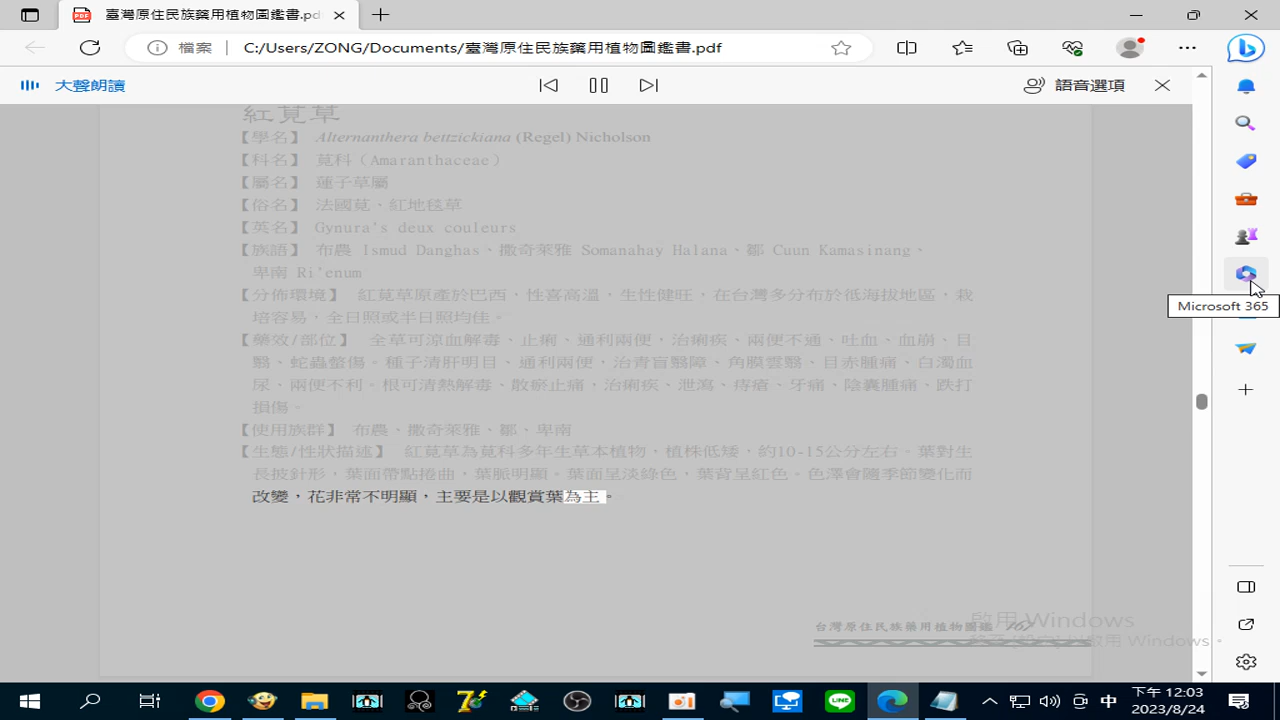 臺灣原住民族藥用植物圖鑑書.pdf
檔案
C:/Users/ZONG/Documents/臺灣原住民族藥用植物圖鑑書.pdf
大聲朗讀
語音選項
紅莧草
【學名】 Alternanthera bettzickiana (Regel) Nicholson
【科名】 莧科（Amaranthaceae）
【屬名】 蓮子草屬
【俗名】 法國莧、紅地毯草
【英名】 Gynura's deux couleurs
【族語】 布農 Ismud Danghas、撒奇萊雅 Somanahay Halana、鄒 Cuun Kamasinang、
卑南 Ri'enum
【分佈環境】 紅莧草原產於巴西，性喜高溫，生性健旺，在台灣多分布於低海拔地區，栽
培容易，全日照或半日照均佳。
【藥效/部位】 全草可涼血解毒、止痢、通利兩便，治痢疾、兩便不通、吐血、血崩、目
翳、蛇蟲螫傷。種子清肝明目、通利兩便，治青盲翳障、角膜雲翳、目赤腫痛、白濁血
尿、兩便不利。根可清熱解毒、散瘀止痛，治痢疾、泄瀉、痔瘡、牙痛、陰囊腫痛、跌打
損傷。
【使用族群】 布農、撒奇萊雅、鄒、卑南
【生態/性狀描述】 紅莧草為莧科多年生草本植物，植株低矮，約10-15公分左右。葉對生
長披針形，葉面帶點捲曲，葉脈明顯。葉面呈淡綠色，葉背呈紅色。色澤會隨季節變化而
改變，花非常不明顯，主要是以觀賞葉為主。
Microsoft 365
台灣原住民族藥用植物圖鑑 167
啟用 Windows
移至 [設定] 以啟用 Windows。
中
下午 12:03
2023/8/24